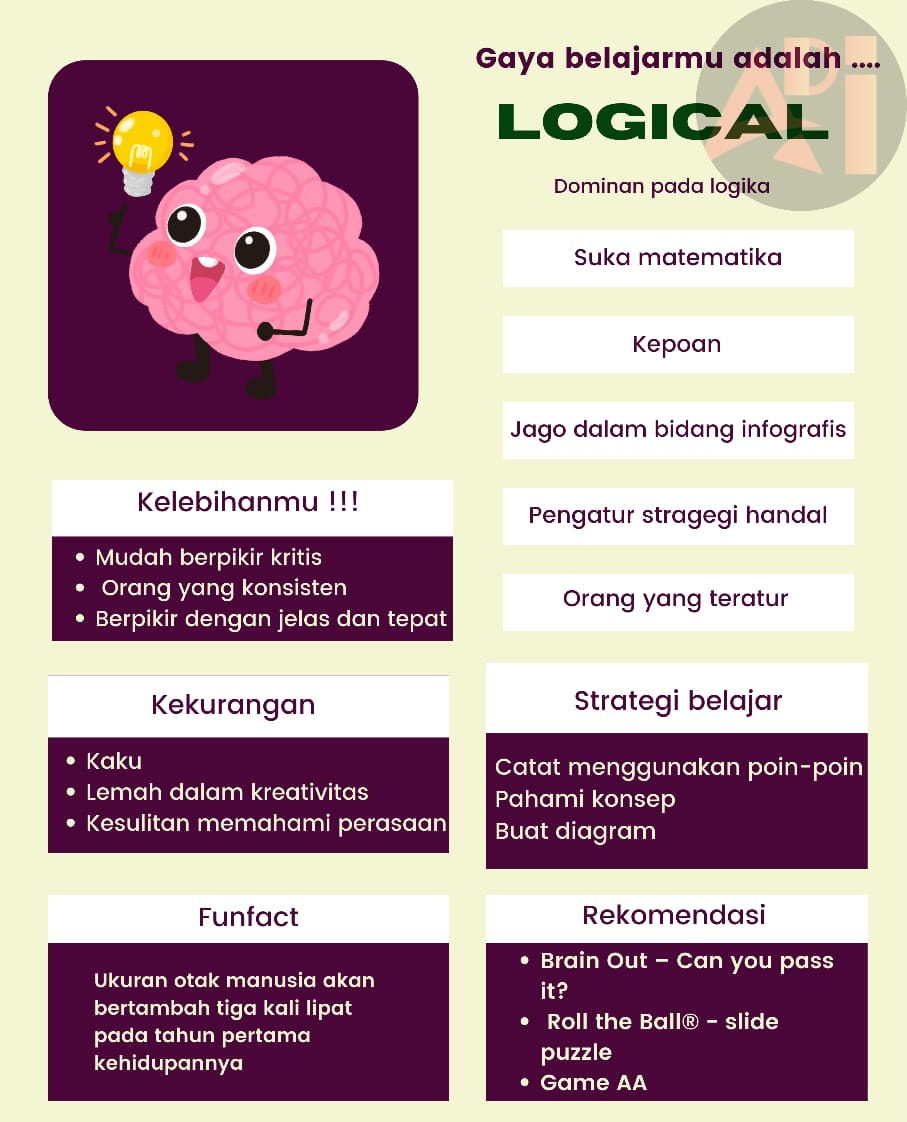 Gaya belajarmu adalah ....
LOGICAL
Dominan pada logika
Suka matematika
Kepoan
Jago dalam bidang infografis
Pengatur stragegi handal
Orang yang teratur
Kelebihanmu !!!
• Mudah berpikir kritis
• Orang yang konsisten
• Berpikir dengan jelas dan tepat
Kekurangan
• Kaku
• Lemah dalam kreativitas
• Kesulitan memahami perasaan
Strategi belajar
Catat menggunakan poin-poin
Pahami konsep
Buat diagram
Funfact
Ukuran otak manusia akan
bertambah tiga kali lipat
pada tahun pertama
kehidupannya
Rekomendasi
• Brain Out – Can you pass
it?
• Roll the Ball® - slide
puzzle
• Game AA